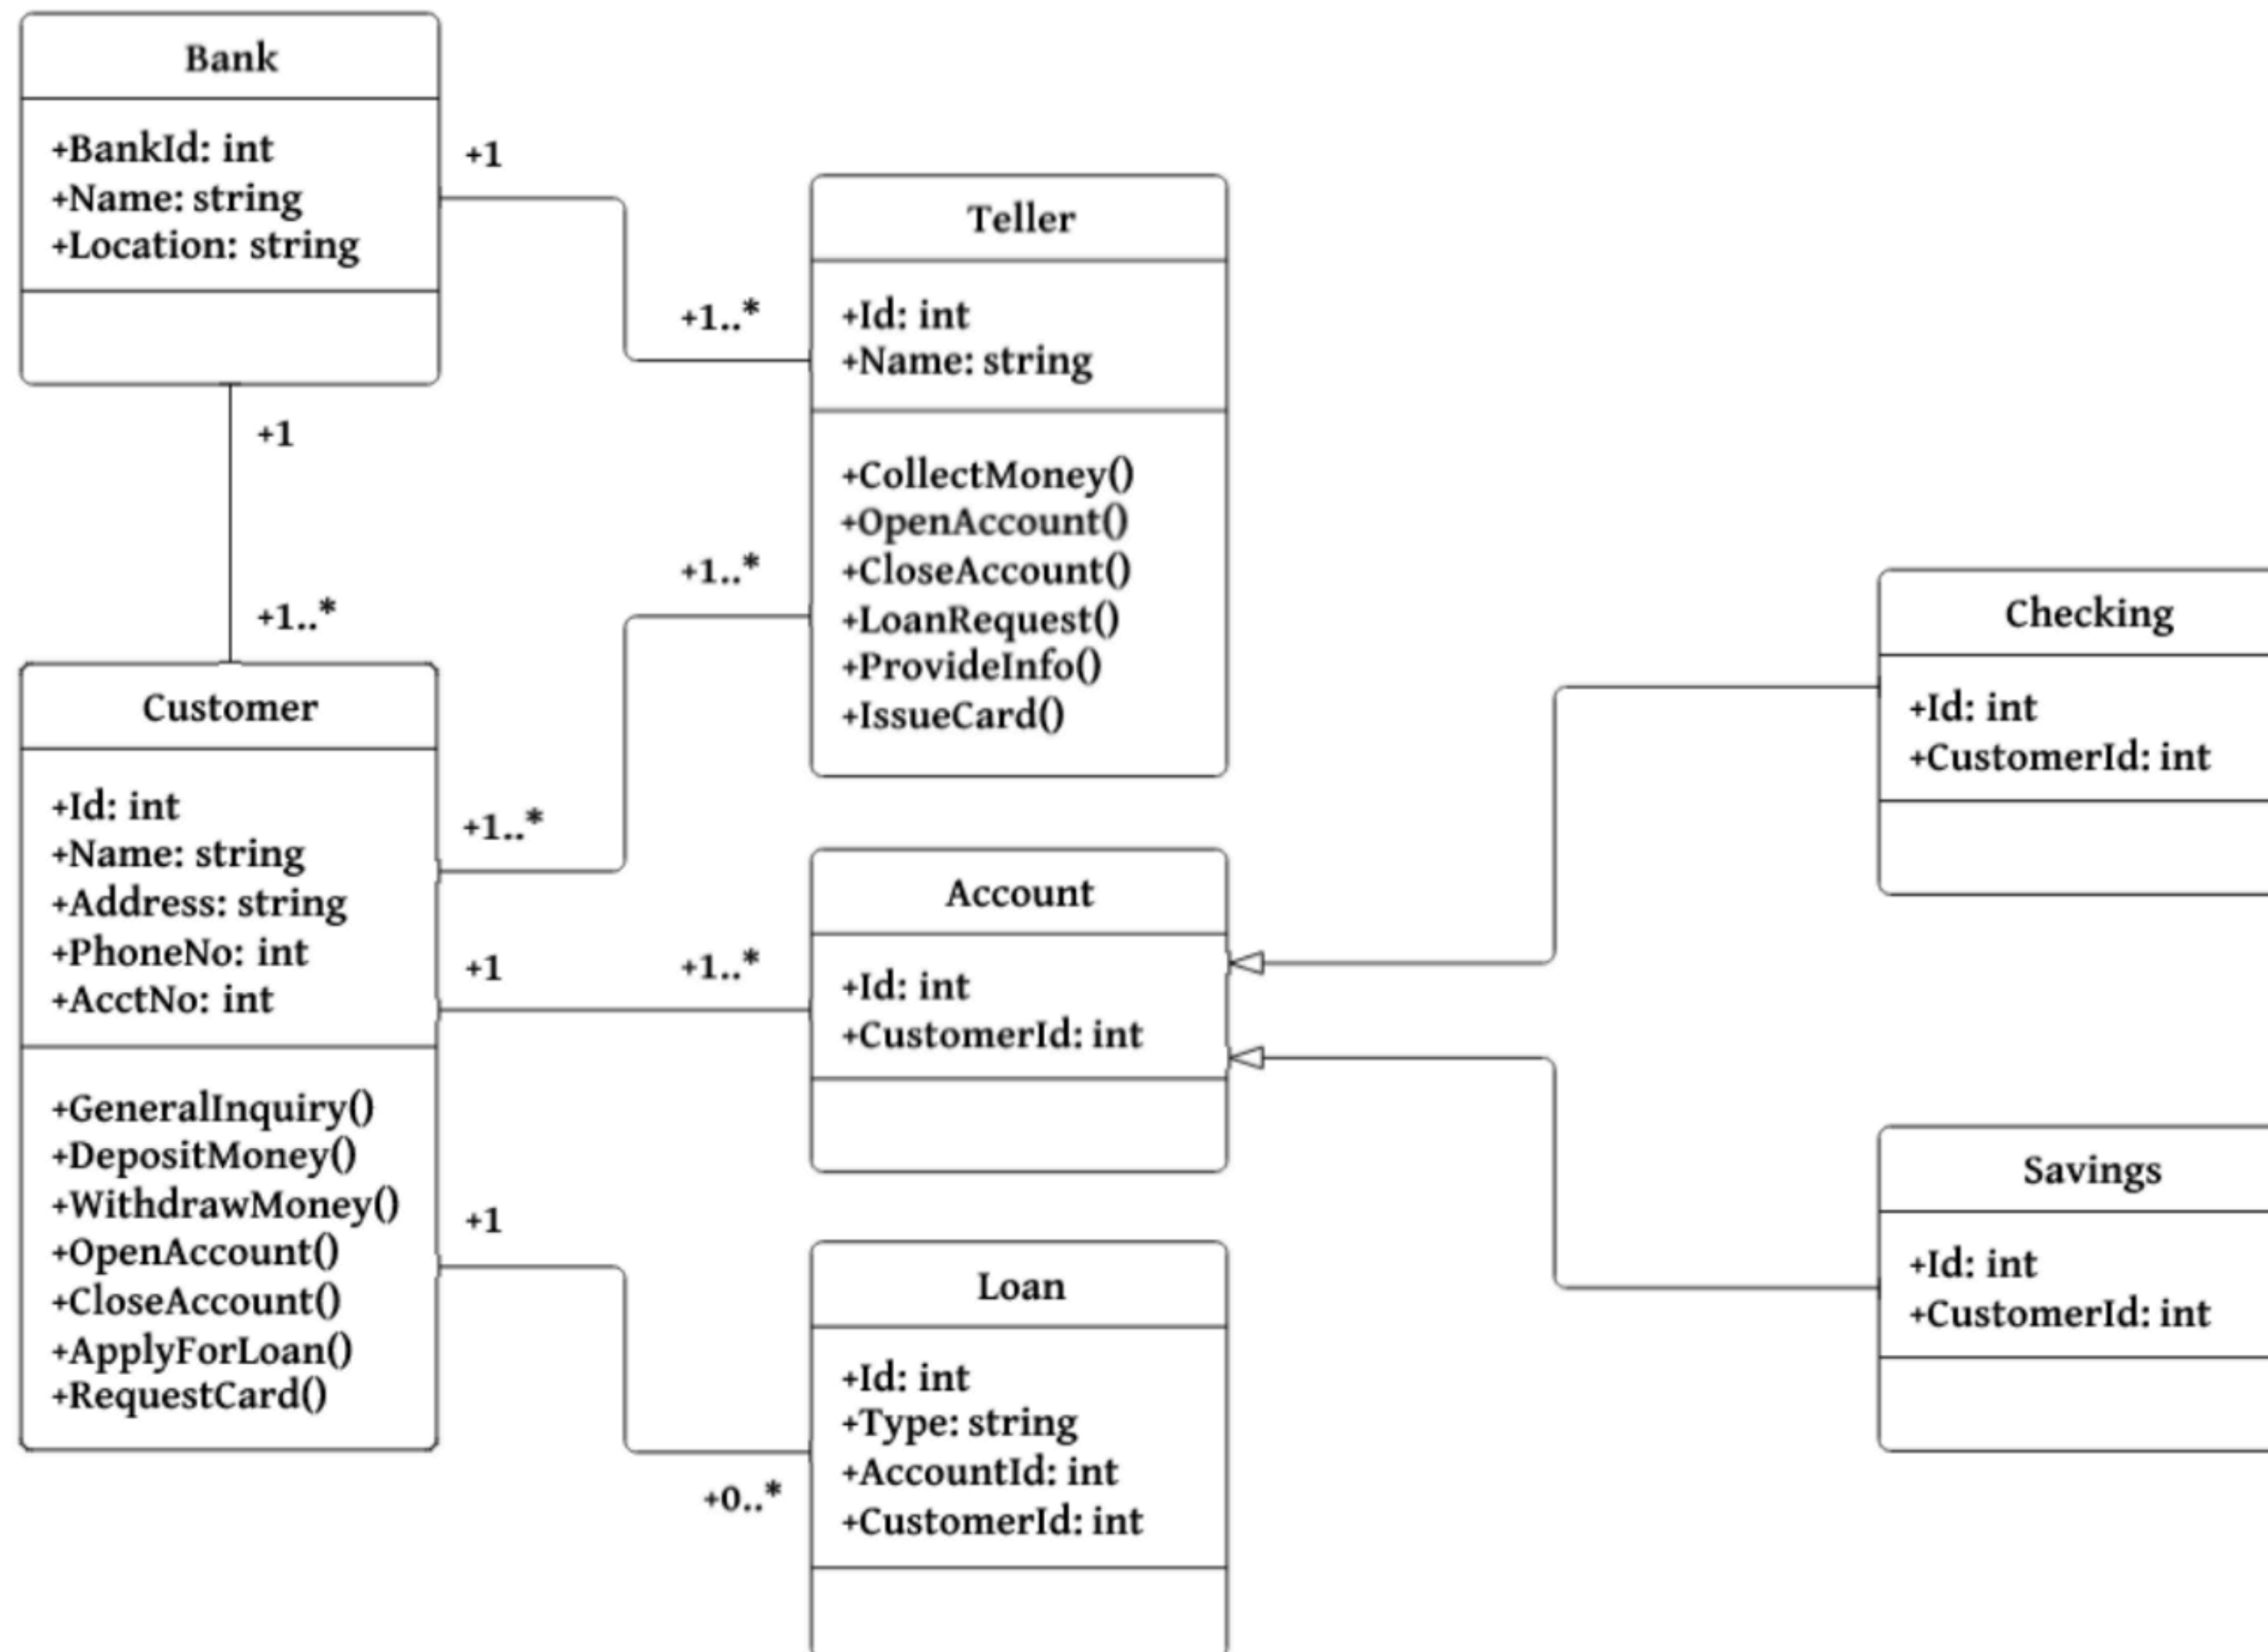 Bank
+BankId: int
+Name: string
+Location: string
+1
+1..*
+1
+1..*
Teller
+Id: int
+Name: string
+CollectMoney()
+OpenAccount()
+CloseAccount()
+LoanRequest()
+ProvideInfo()
+IssueCard()
+1..*
+1..*
Customer
+Id: int
+Name: string
+Address: string
+PhoneNo: int
+AcctNo: int
+GeneralInquiry()
+DepositMoney()
+WithdrawMoney()
+OpenAccount()
+CloseAccount()
+ApplyForLoan()
+RequestCard()
+1
+1..*
Account
+Id: int
+CustomerId: int
+1
+0..*
Loan
+Id: int
+Type: string
+AccountId: int
+CustomerId: int
Checking
+Id: int
+CustomerId: int
Savings
+Id: int
+CustomerId: int